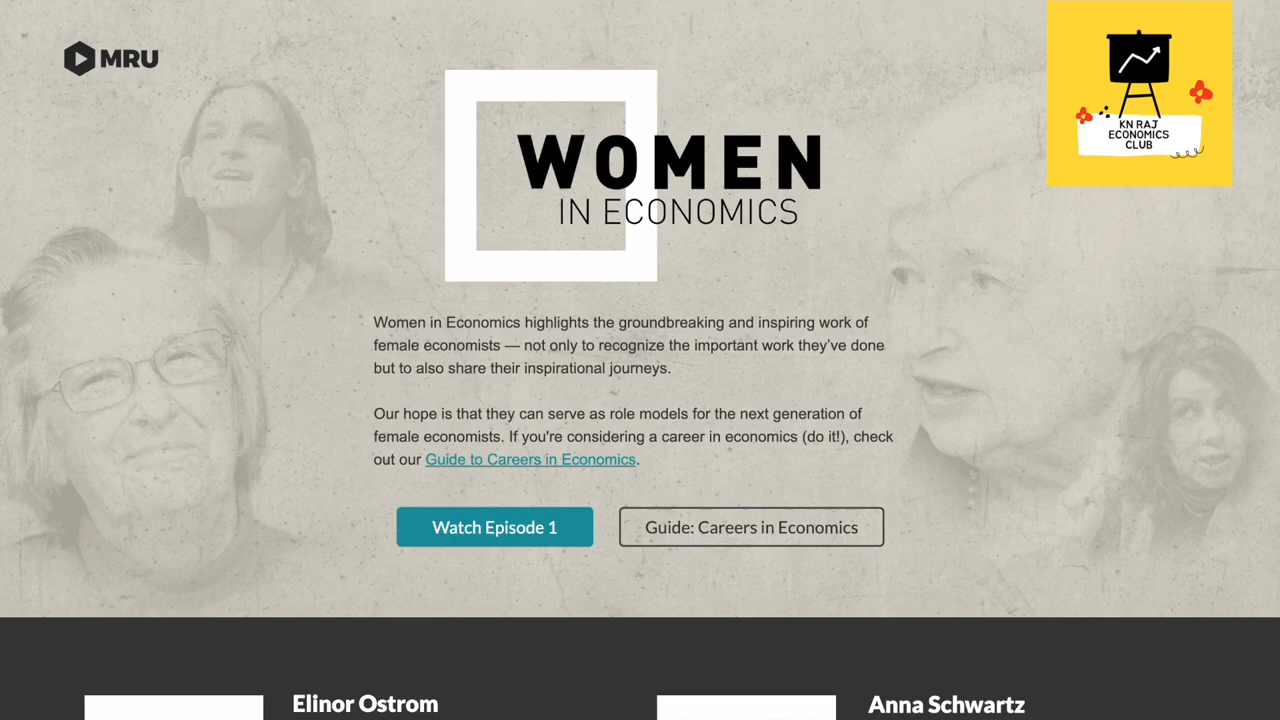 MRU
KN RAJ
ECONOMICS
CLUB
WOMEN
IN ECONOMICS
Women in Economics highlights the groundbreaking and inspiring work of
female economists — not only to recognize the important work they've done
but to also share their inspirational journeys.
Our hope is that they can serve as role models for the next generation of
female economists. If you're considering a career in economics (do it!), check
out our Guide to Careers in Economics.
Watch Episode 1
Guide: Careers in Economics
Elinor Ostrom
Anna Schwartz